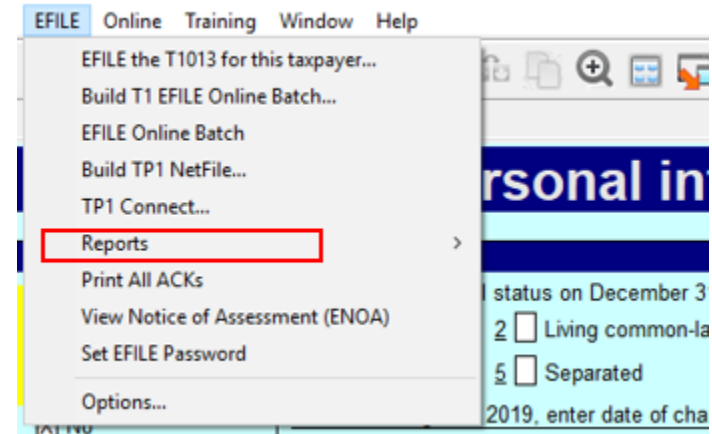 EFILE Online Training Window Help
EFILE the T1013 for this taxpayer...
Build T1 EFILE Online Batch...
EFILE Online Batch
Build TP1 NetFile...
TP1 Connect...
Reports
Print All ACKs
View Notice of Assessment (ENOA)
Set EFILE Password
Options...
rsonal in
status on December 3
2 Living common-la
5 Separated
2019, enter date of cha